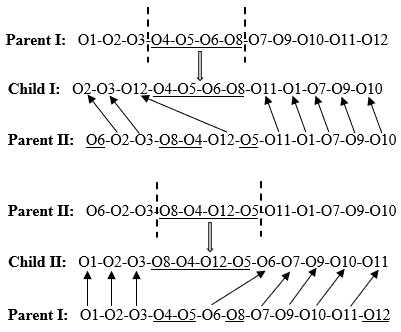 Parent I: O1-O2-O3-O4-O5-O6-O8-O7-O9-O10-O11-O12
Child I: O2-O3-O12-O4-O5-O6-O8-O11-O1-O7-O9-O10
Parent II: O6-O2-O3-O8-O4-O12-O5-O11-O1-O7-O9-O10
Parent II: O6-O2-O3-O8-O4-O12-O5-O11-O1-O7-O9-O10
Child II: O1-O2-O3-O8-O4-O12-O5-O6-O7-O9-O10-O11
Parent I: O1-O2-O3-O4-O5-O6-O8-O7-O9-O10-O11-O12